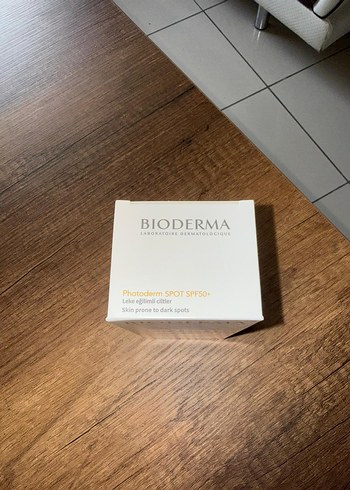 BIODERMA
LABORATOIRE DERMATOLOGIQUE
Photoderm SPOT SPF50+
Leke eğilimli ciltler
Skin prone to dark spots